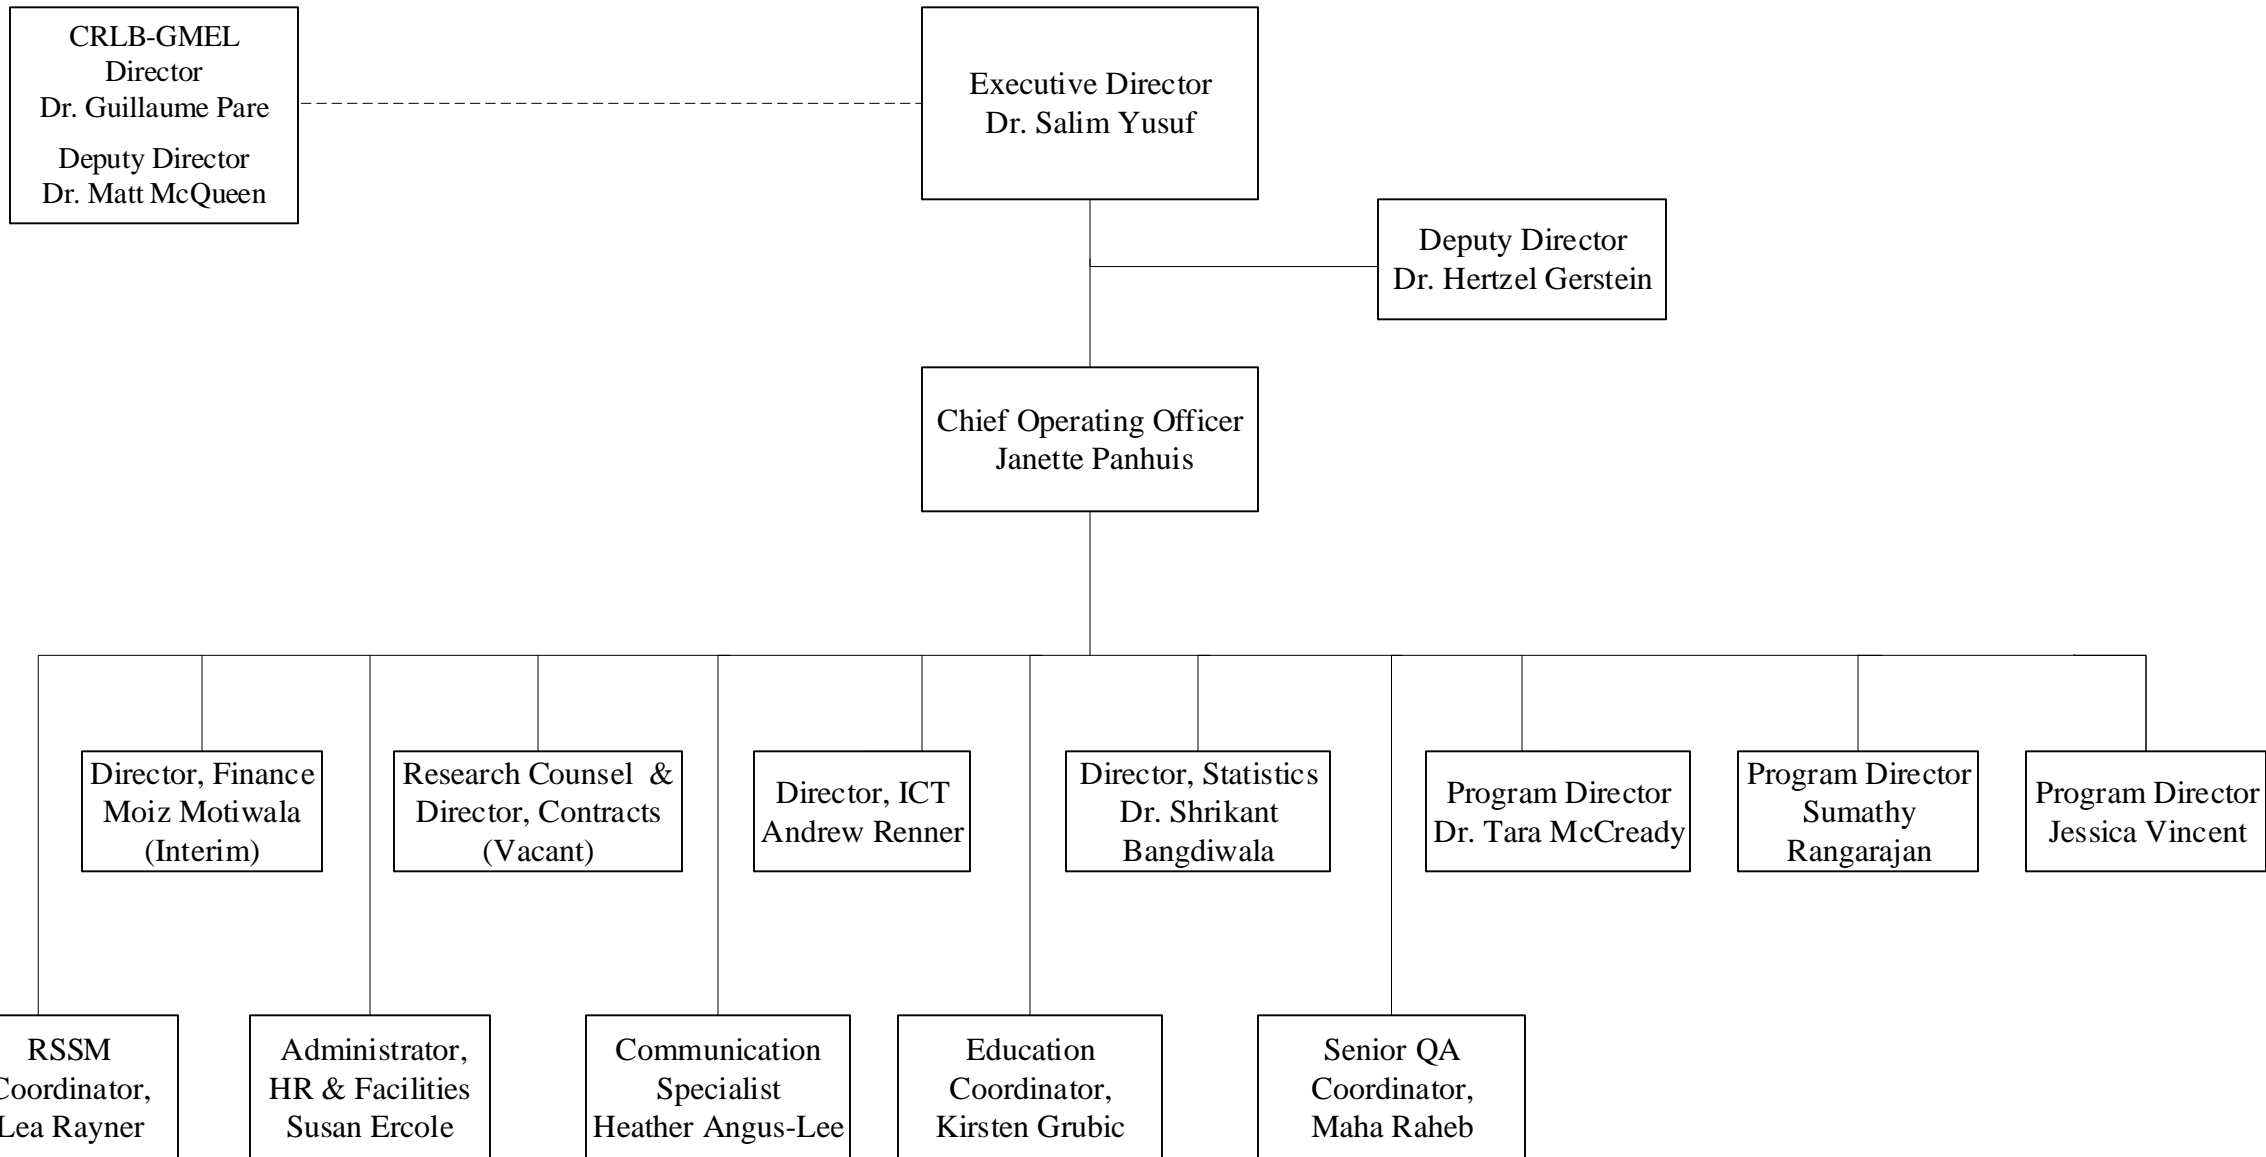 CRLB-GMEL
Director
Dr. Guillaume Pare
Deputy Director
Dr. Matt McQueen
Executive Director
Dr. Salim Yusuf
Deputy Director
Dr. Hertzel Gerstein
Chief Operating Officer
Janette Panhuis
Director, Finance
Moiz Motiwala
(Interim)
Research Counsel &
Director, Contracts
(Vacant)
Director, ICT
Andrew Renner
Director, Statistics
Dr. Shrikant
Bangdiwala
Program Director
Dr. Tara McCready
Program Director
Sumathy
Rangarajan
Program Director
Jessica Vincent
RSSM
Coordinator,
Lea Rayner
Administrator,
HR & Facilities
Susan Ercole
Communication
Specialist
Heather Angus-Lee
Education
Coordinator,
Kirsten Grubic
Senior QA
Coordinator,
Maha Raheb